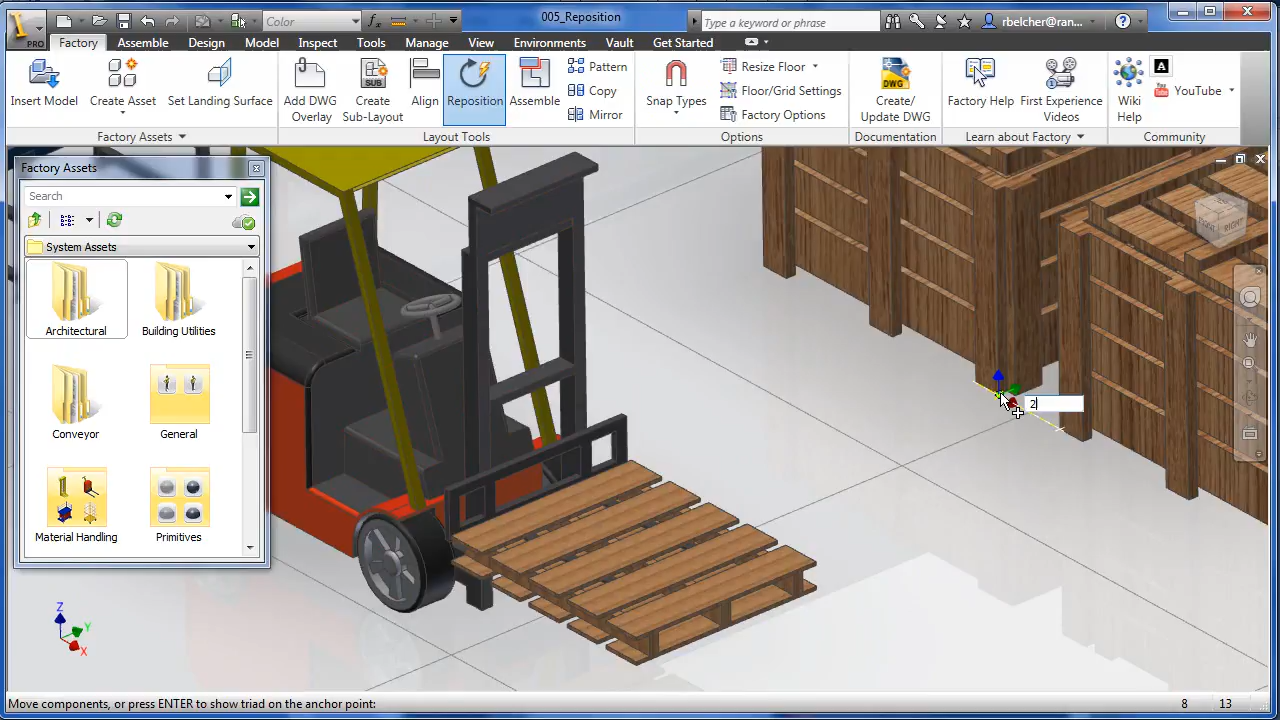 Color
005_Reposition
Type a keyword or phrase
rbelcher@ran...
PRO
Factory Assemble Design Model Inspect Tools Manage View Environments Vault Get Started
Insert Model
Create Asset
Set Landing Surface
Factory Assets
Add DWG Overlay
Create Sub-Layout
SUB
Align
Reposition
Assemble
Pattern
Copy
Mirror
Layout Tools
Snap Types
Resize Floor
Floor/Grid Settings
Factory Options
Options
DWG
Create/ Update DWG
Documentation
Factory Help
First Experience Videos
Learn about Factory
Wiki Help
A
YouTube
Community
Factory Assets
Search
System Assets
Architectural
Building Utilities
Conveyor
General
Material Handling
Primitives
RIGHT
2
Z
Y
X
Move components, or press ENTER to show triad on the anchor point:
8 13